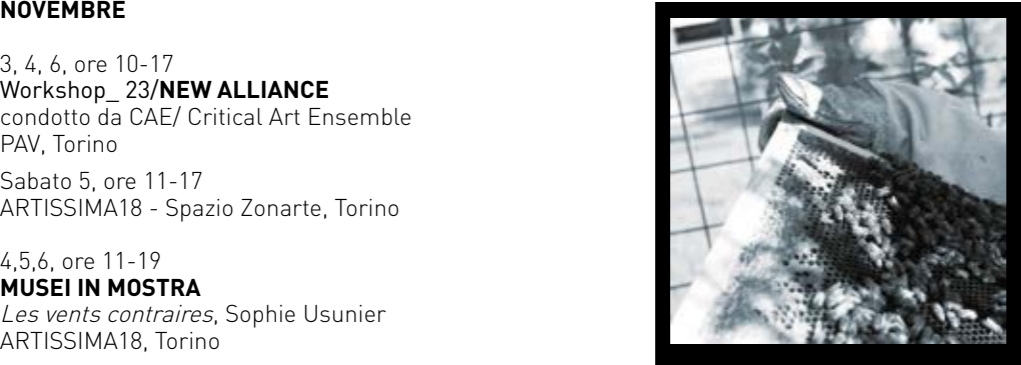 NOVEMBRE
3, 4, 6, ore 10-17
Workshop_ 23/NEW ALLIANCE
condotto da CAE/ Critical Art Ensemble
PAV, Torino
Sabato 5, ore 11-17
ARTISSIMA18 - Spazio Zonarte, Torino
4,5,6, ore 11-19
MUSEI IN MOSTRA
Les vents contraires, Sophie Usunier
ARTISSIMA18, Torino